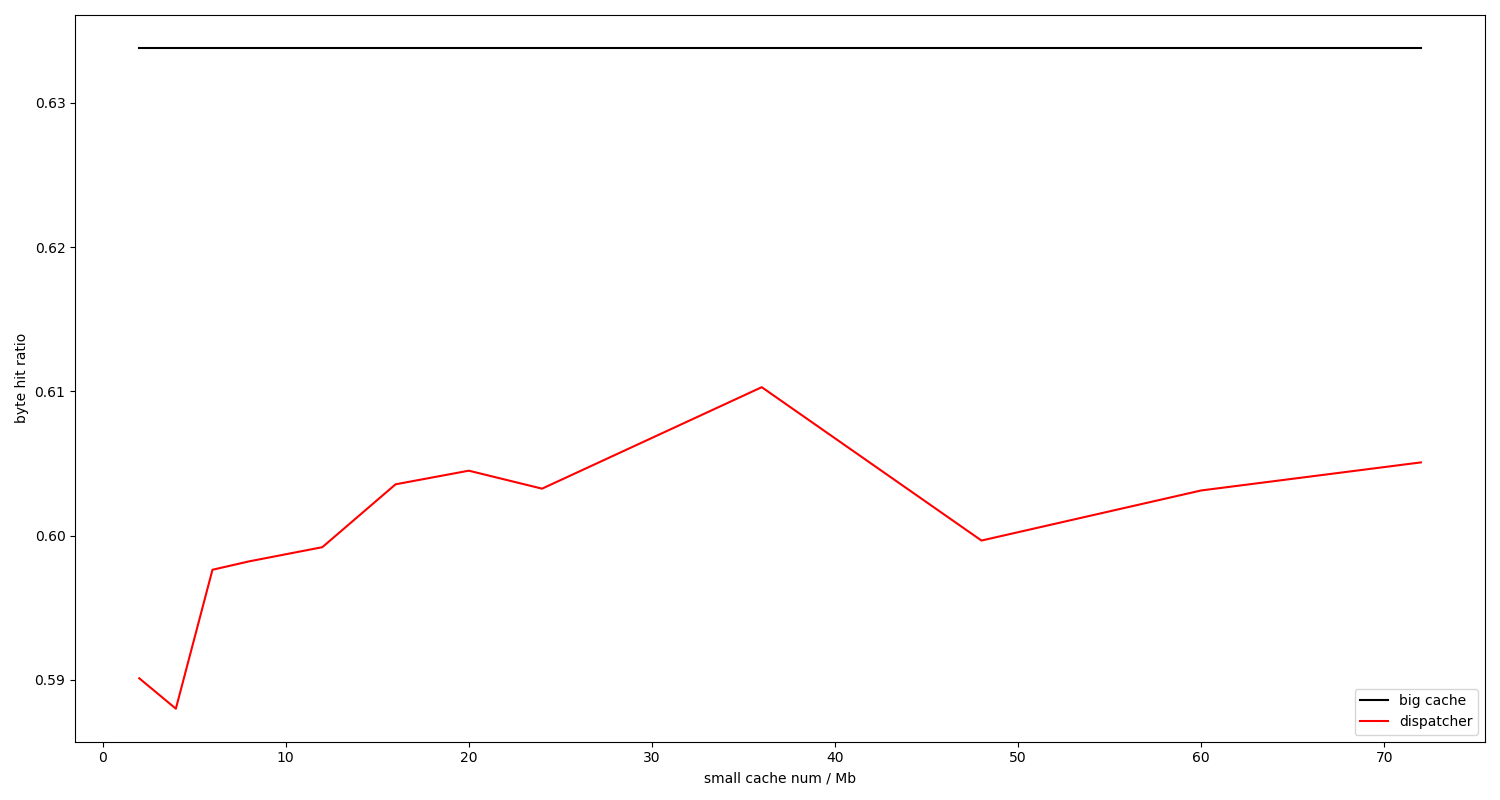 0.63
0.62
0.61
0.60
0.59
byte hit ratio
0 10 20 30 40 50 60 70
small cache num / Mb
big cache
dispatcher